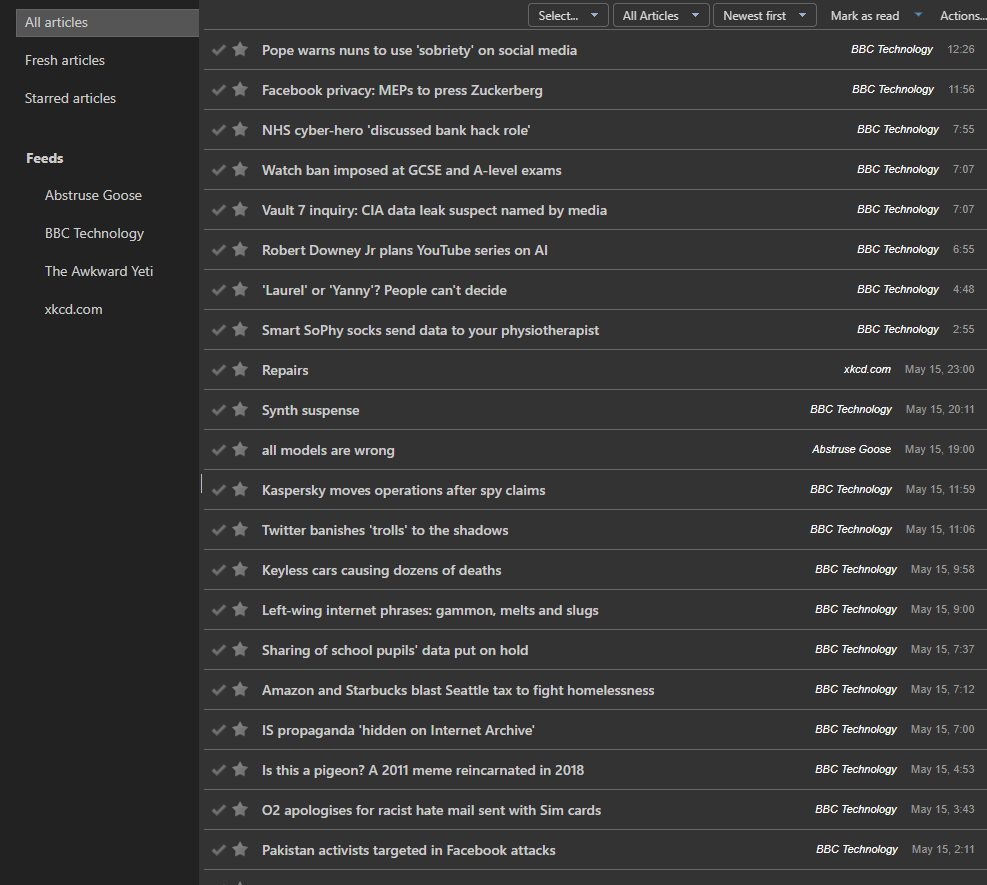 All articles
Fresh articles
Starred articles
Feeds
Abstruse Goose
BBC Technology
The Awkward Yeti
xkcd.com
Select... All Articles Newest first Mark as read Actions...
Pope warns nuns to use 'sobriety' on social media BBC Technology 12:26
Facebook privacy: MEPs to press Zuckerberg BBC Technology 11:56
NHS cyber-hero 'discussed bank hack role' BBC Technology 7:55
Watch ban imposed at GCSE and A-level exams BBC Technology 7:07
Vault 7 inquiry: CIA data leak suspect named by media BBC Technology 7:07
Robert Downey Jr plans YouTube series on AI BBC Technology 6:55
'Laurel' or 'Yanny'? People can't decide BBC Technology 4:48
Smart SoPhy socks send data to your physiotherapist BBC Technology 2:55
Repairs xkcd.com May 15, 23:00
Synth suspense BBC Technology May 15, 20:11
all models are wrong Abstruse Goose May 15, 19:00
Kaspersky moves operations after spy claims BBC Technology May 15, 11:59
Twitter banishes 'trolls' to the shadows BBC Technology May 15, 11:06
Keyless cars causing dozens of deaths BBC Technology May 15, 9:58
Left-wing internet phrases: gammon, melts and slugs BBC Technology May 15, 9:00
Sharing of school pupils' data put on hold BBC Technology May 15, 7:37
Amazon and Starbucks blast Seattle tax to fight homelessness BBC Technology May 15, 7:12
IS propaganda 'hidden on Internet Archive' BBC Technology May 15, 7:00
Is this a pigeon? A 2011 meme reincarnated in 2018 BBC Technology May 15, 4:53
O2 apologises for racist hate mail sent with Sim cards BBC Technology May 15, 3:43
Pakistan activists targeted in Facebook attacks BBC Technology May 15, 2:11